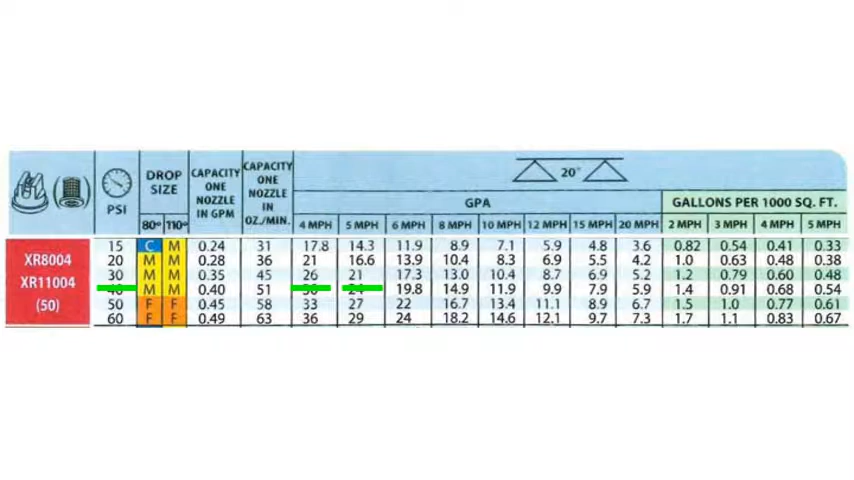 PSI
DROP SIZE
80° 110°
CAPACITY ONE NOZZLE IN GPM
CAPACITY ONE NOZZLE IN OZ./MIN.
20"
GPA
GALLONS PER 1000 SQ. FT.
4 MPH 5 MPH 6 MPH 8 MPH 10 MPH 12 MPH 15 MPH 20 MPH 2 MPH 3 MPH 4 MPH 5 MPH
XR8004
XR11004
(50)
15 C M 0.24 31 17.8 14.3 11.9 8.9 7.1 5.9 4.8 3.6 0.82 0.54 0.41 0.33
20 M M 0.28 36 21 16.6 13.9 10.4 8.3 6.9 5.5 4.2 1.0 0.63 0.48 0.38
30 M M 0.35 45 26 21 17.3 13.0 10.4 8.7 6.9 5.2 1.2 0.79 0.60 0.48
40 M M 0.40 51 30 24 19.8 14.9 11.9 9.9 7.9 5.9 1.4 0.91 0.68 0.54
50 F F 0.45 58 33 27 22 16.7 13.4 11.1 8.9 6.7 1.5 1.0 0.77 0.61
60 F F 0.49 63 36 29 24 18.2 14.6 12.1 9.7 7.3 1.7 1.1 0.83 0.67